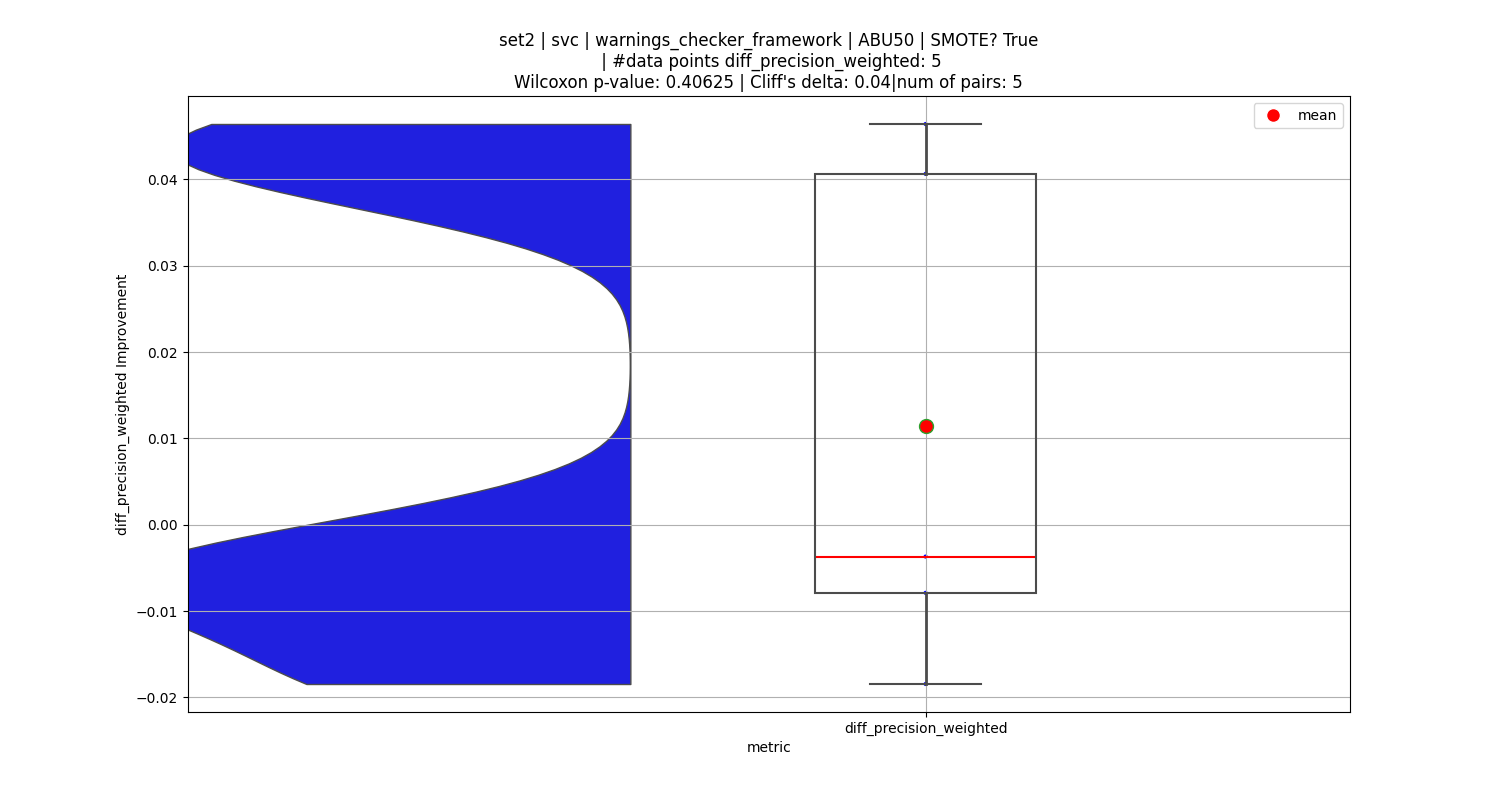 set2 | svc | warnings_checker_framework | ABU50 | SMOTE? True
| #data points diff_precision_weighted: 5
Wilcoxon p-value: 0.40625 | Cliff's delta: 0.04|num of pairs: 5
mean
0.04
0.03
0.02
0.01
0.00
−0.01
−0.02
diff_precision_weighted Improvement
diff_precision_weighted
metric